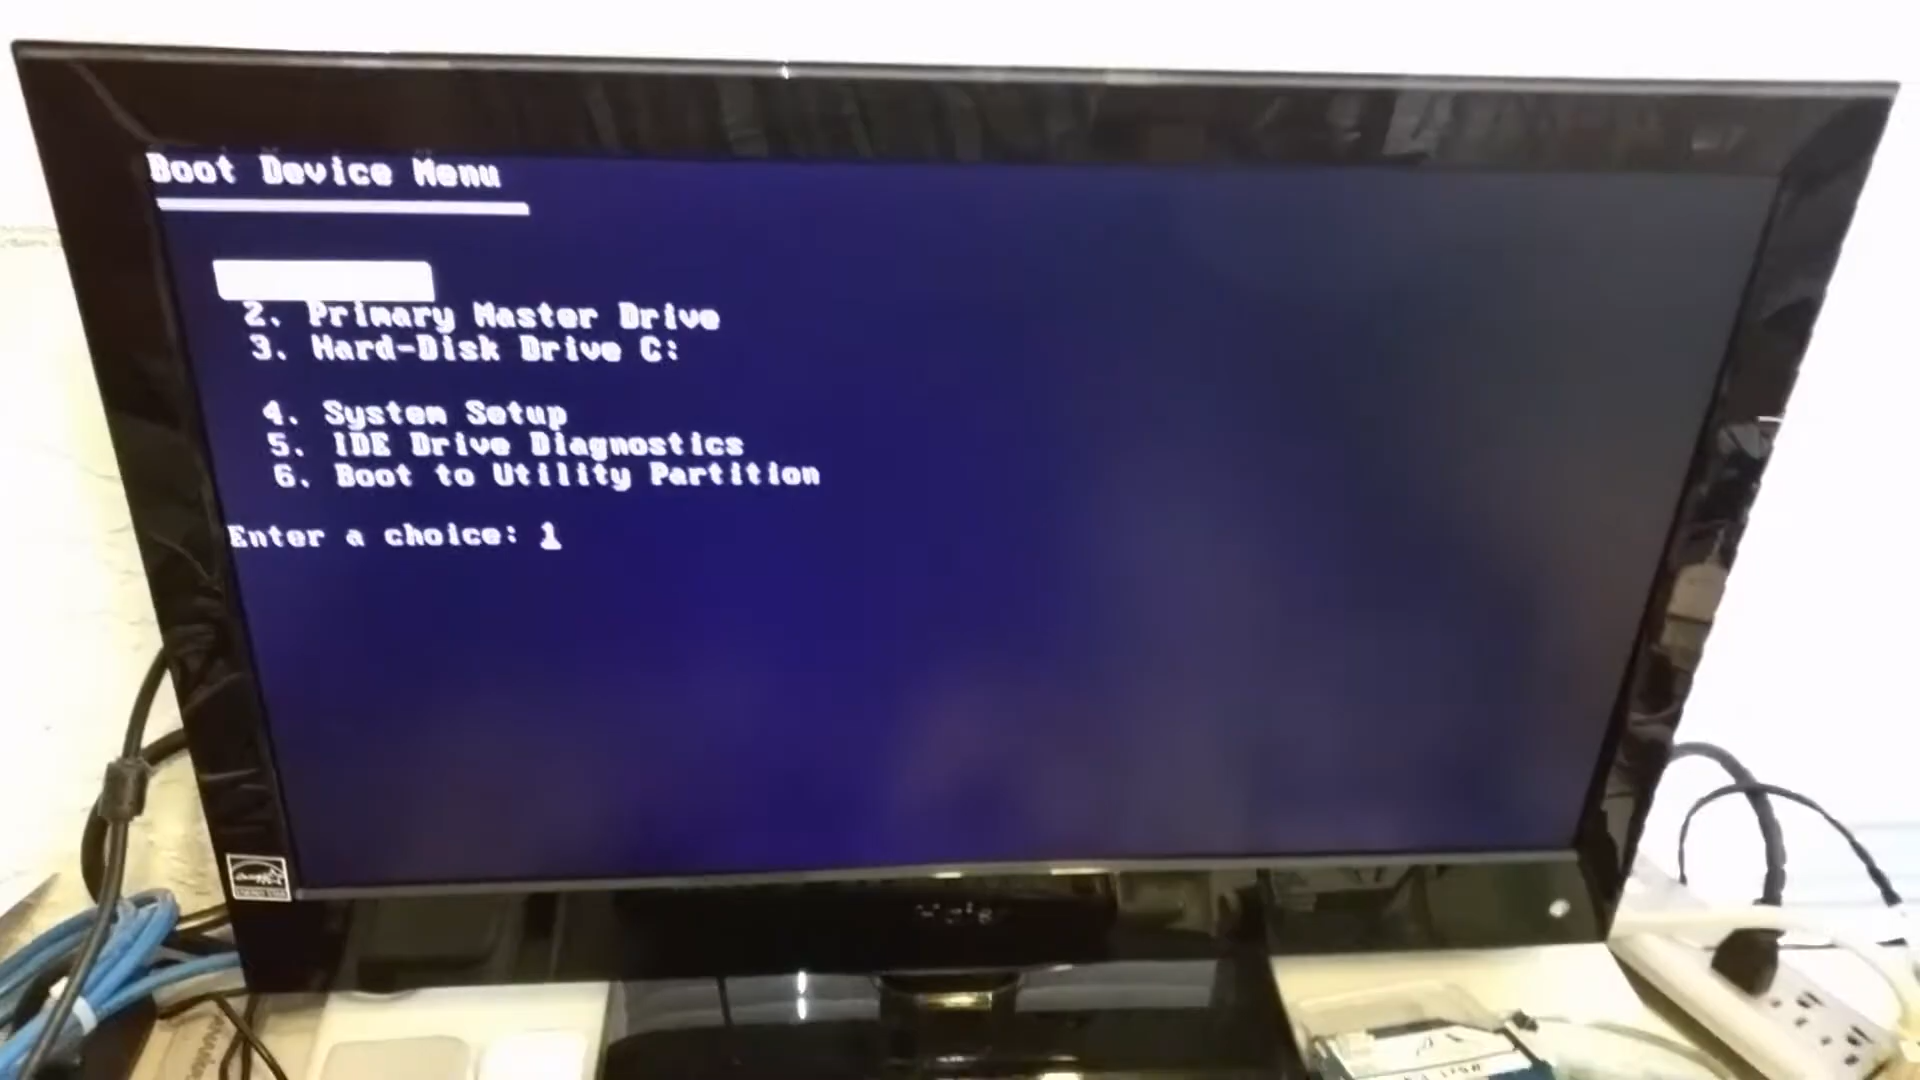 Boot Device Menu
2. Primary Master Drive
3. Hard-Disk Drive C:
4. System Setup
5. IDE Drive Diagnostics
6. Boot to Utility Partition
Enter a choice: 1